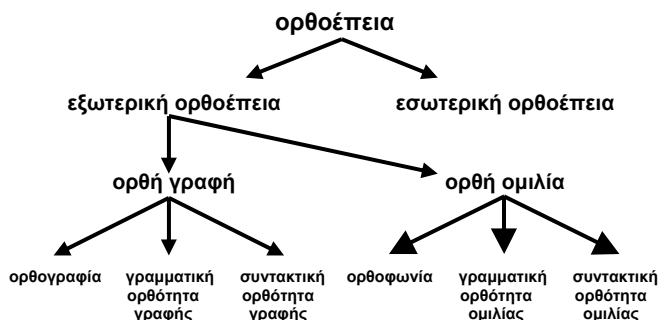 ορθοέπεια
εξωτερική ορθοέπεια
εσωτερική ορθοέπεια
ορθή γραφή
ορθή ομιλία
ορθογραφία
γραμματική
ορθότητα
γραφής
συντακτική
ορθότητα
γραφής
ορθοφωνία
γραμματική
ορθότητα
ομιλίας
συντακτική
ορθότητα
ομιλίας